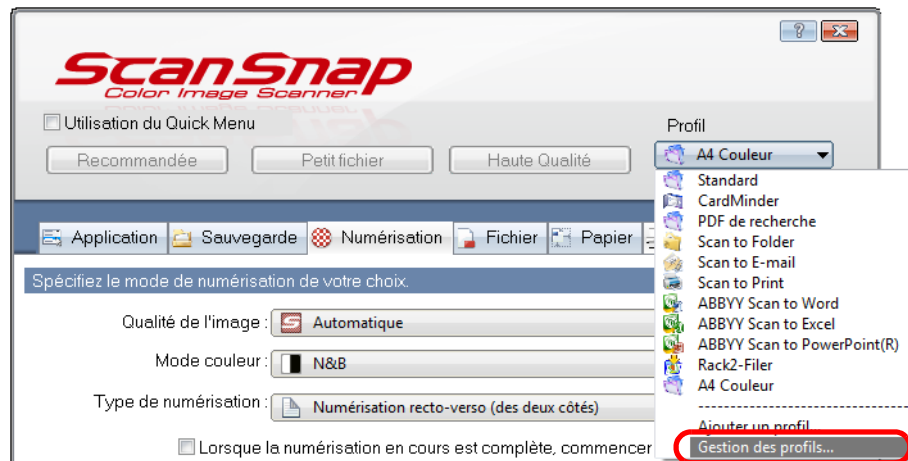 ScanSnap
Color Image Scanner
Utilisation du Quick Menu
Profil
Recommandée
Petit fichier
Haute Qualité
A4 Couleur
Standard
CardMinder
PDF de recherche
Scan to Folder
Scan to E-mail
Scan to Print
ABBYY Scan to Word
ABBYY Scan to Excel
ABBYY Scan to PowerPoint(R)
Rack2-Filer
A4 Couleur
Ajouter un profil...
Gestion des profils...
Application
Sauvegarde
Numérisation
Fichier
Papier
Spécifiez le mode de numérisation de votre choix.
Qualité de l'image :
Automatique
Mode couleur :
N&B
Type de numérisation :
Numérisation recto-verso (des deux côtés)
Lorsque la numérisation en cours est complète, commencer